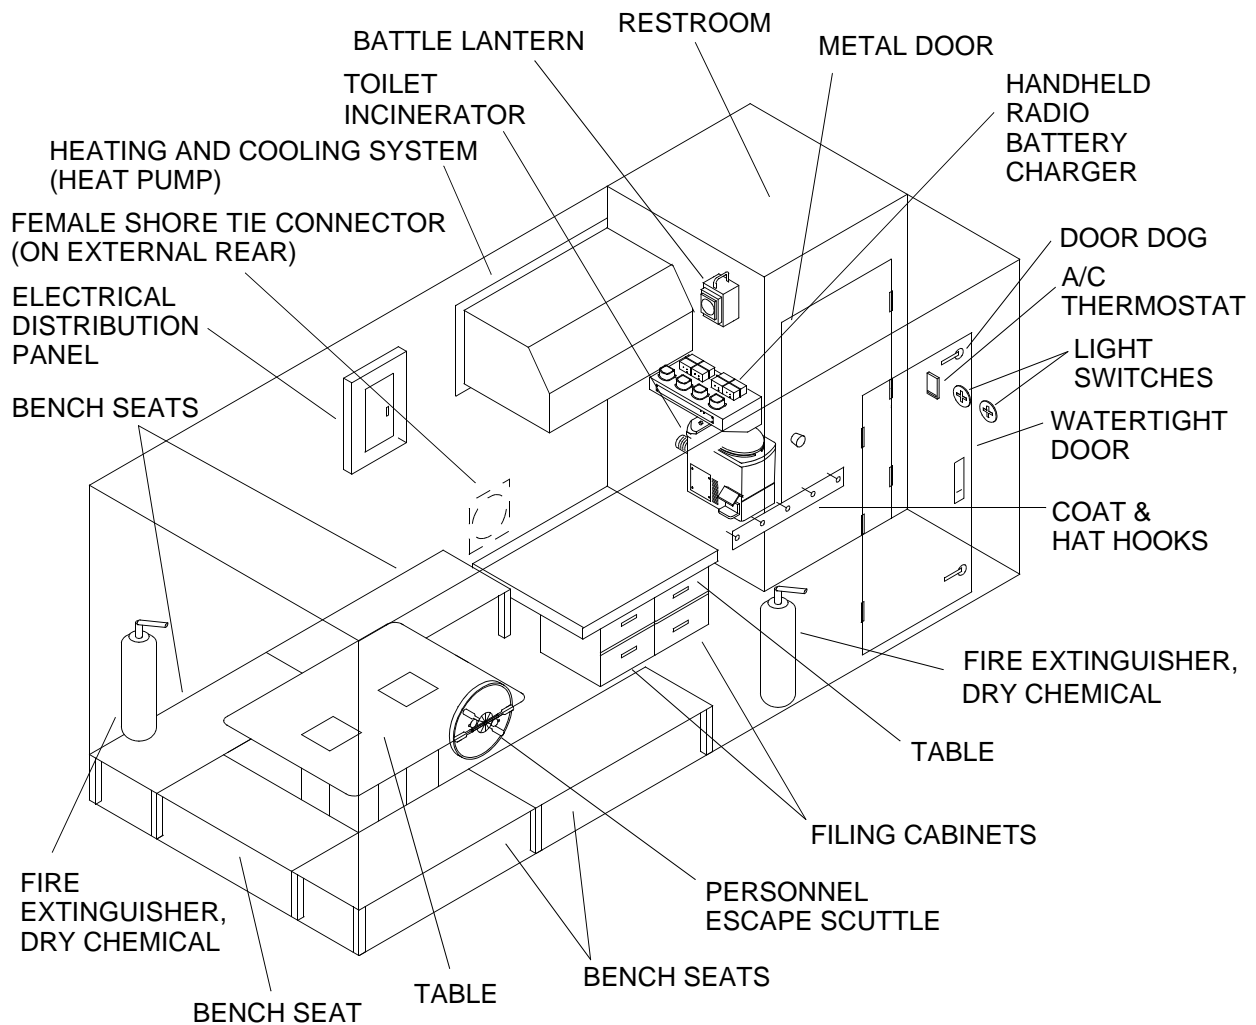 RESTROOM
BATTLE LANTERN
METAL DOOR
TOILET
INCINERATOR
HANDHELD
RADIO
BATTERY
CHARGER
HEATING AND COOLING SYSTEM
(HEAT PUMP)
FEMALE SHORE TIE CONNECTOR
(ON EXTERNAL REAR)
DOOR DOG
A/C
THERMOSTAT
ELECTRICAL
DISTRIBUTION
PANEL
LIGHT
SWITCHES
BENCH SEATS
WATERTIGHT
DOOR
COAT &
HAT HOOKS
FIRE EXTINGUISHER,
DRY CHEMICAL
TABLE
FILING CABINETS
FIRE
EXTINGUISHER,
DRY CHEMICAL
PERSONNEL
ESCAPE SCUTTLE
BENCH SEATS
TABLE
BENCH SEAT